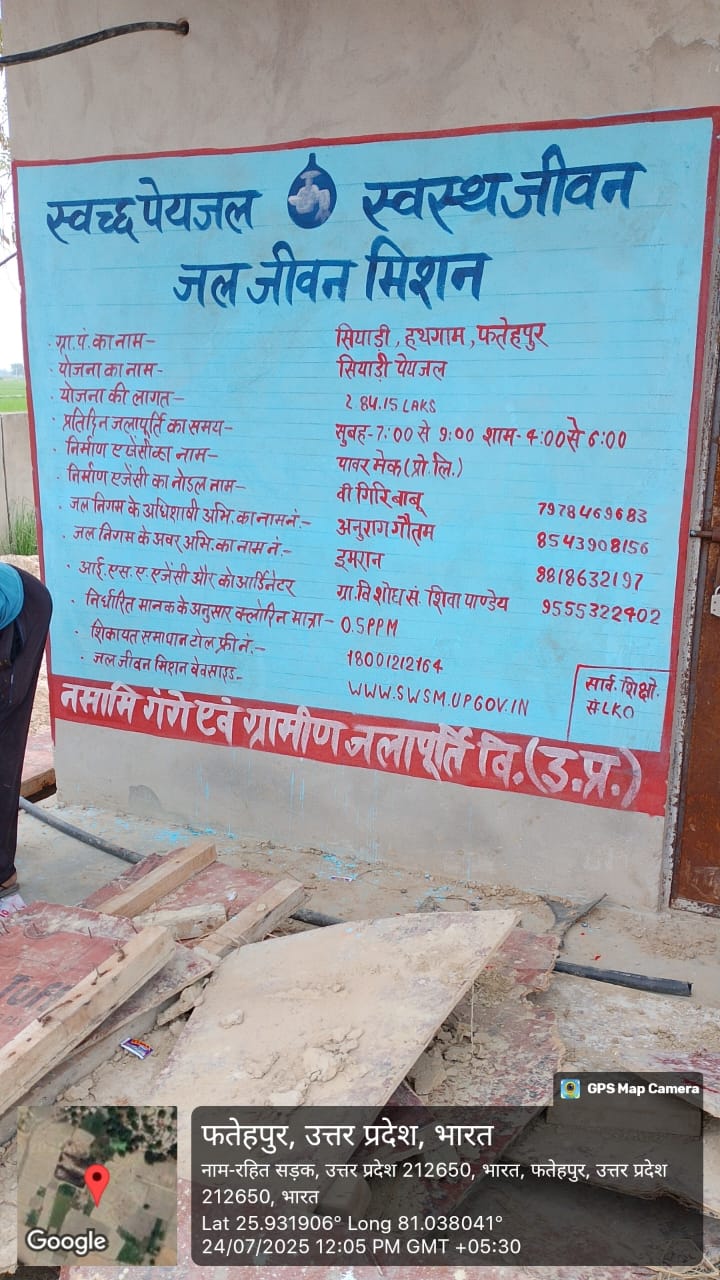 स्वच्छ पेयजल स्वस्थ जीवन
जल जीवन मिशन
· ग्रा.पं. का नाम– सियाड़ी, हथगाम, फतेहपुर
· योजना का नाम– सियाड़ी पेयजल
· योजना की लागत– 284.15 LAKS
· प्रतिदिन जलापूर्ति का समय– सुबह-7:00 से 9:00 शाम-4:00 से 6:00
· निर्माण एजेंसी का नाम– पावर मेक (प्रो.लि.)
· निर्माण एजेंसी का नोडल नाम– वी गिरि बाबू 7978469683
· जल निगम के अधिशाषी अभि. का नाम नं.– अनुराग गौतम 8543908156
· जल निगम के अवर अभि. का नाम नं.– इमरान 9818632197
· आई.एस.ए. एजेंसी और कोआर्डिनेटर ग्रा.वि शोध सं. शिवा पाण्डेय 9555322402
· निर्धारित मानक के अनुसार क्लोरिन मात्रा– 0.5PPM
· शिकायत समाधान टोल फ्री नं.– 18001212164
· जल जीवन मिशन वेबसाइड– WWW.SWSM.UPGOV.IN
सार्व. शिक्षो.
सं LKO
नमामि गंगे एवं ग्रामीण जलापूर्ति वि. (उ.प्र.)
GPS Map Camera
फतेहपुर, उत्तर प्रदेश, भारत
नाम-रहित सड़क, उत्तर प्रदेश 212650, भारत, फतेहपुर, उत्तर प्रदेश
212650, भारत
Lat 25.931906° Long 81.038041°
24/07/2025 12:05 PM GMT +05:30
Google